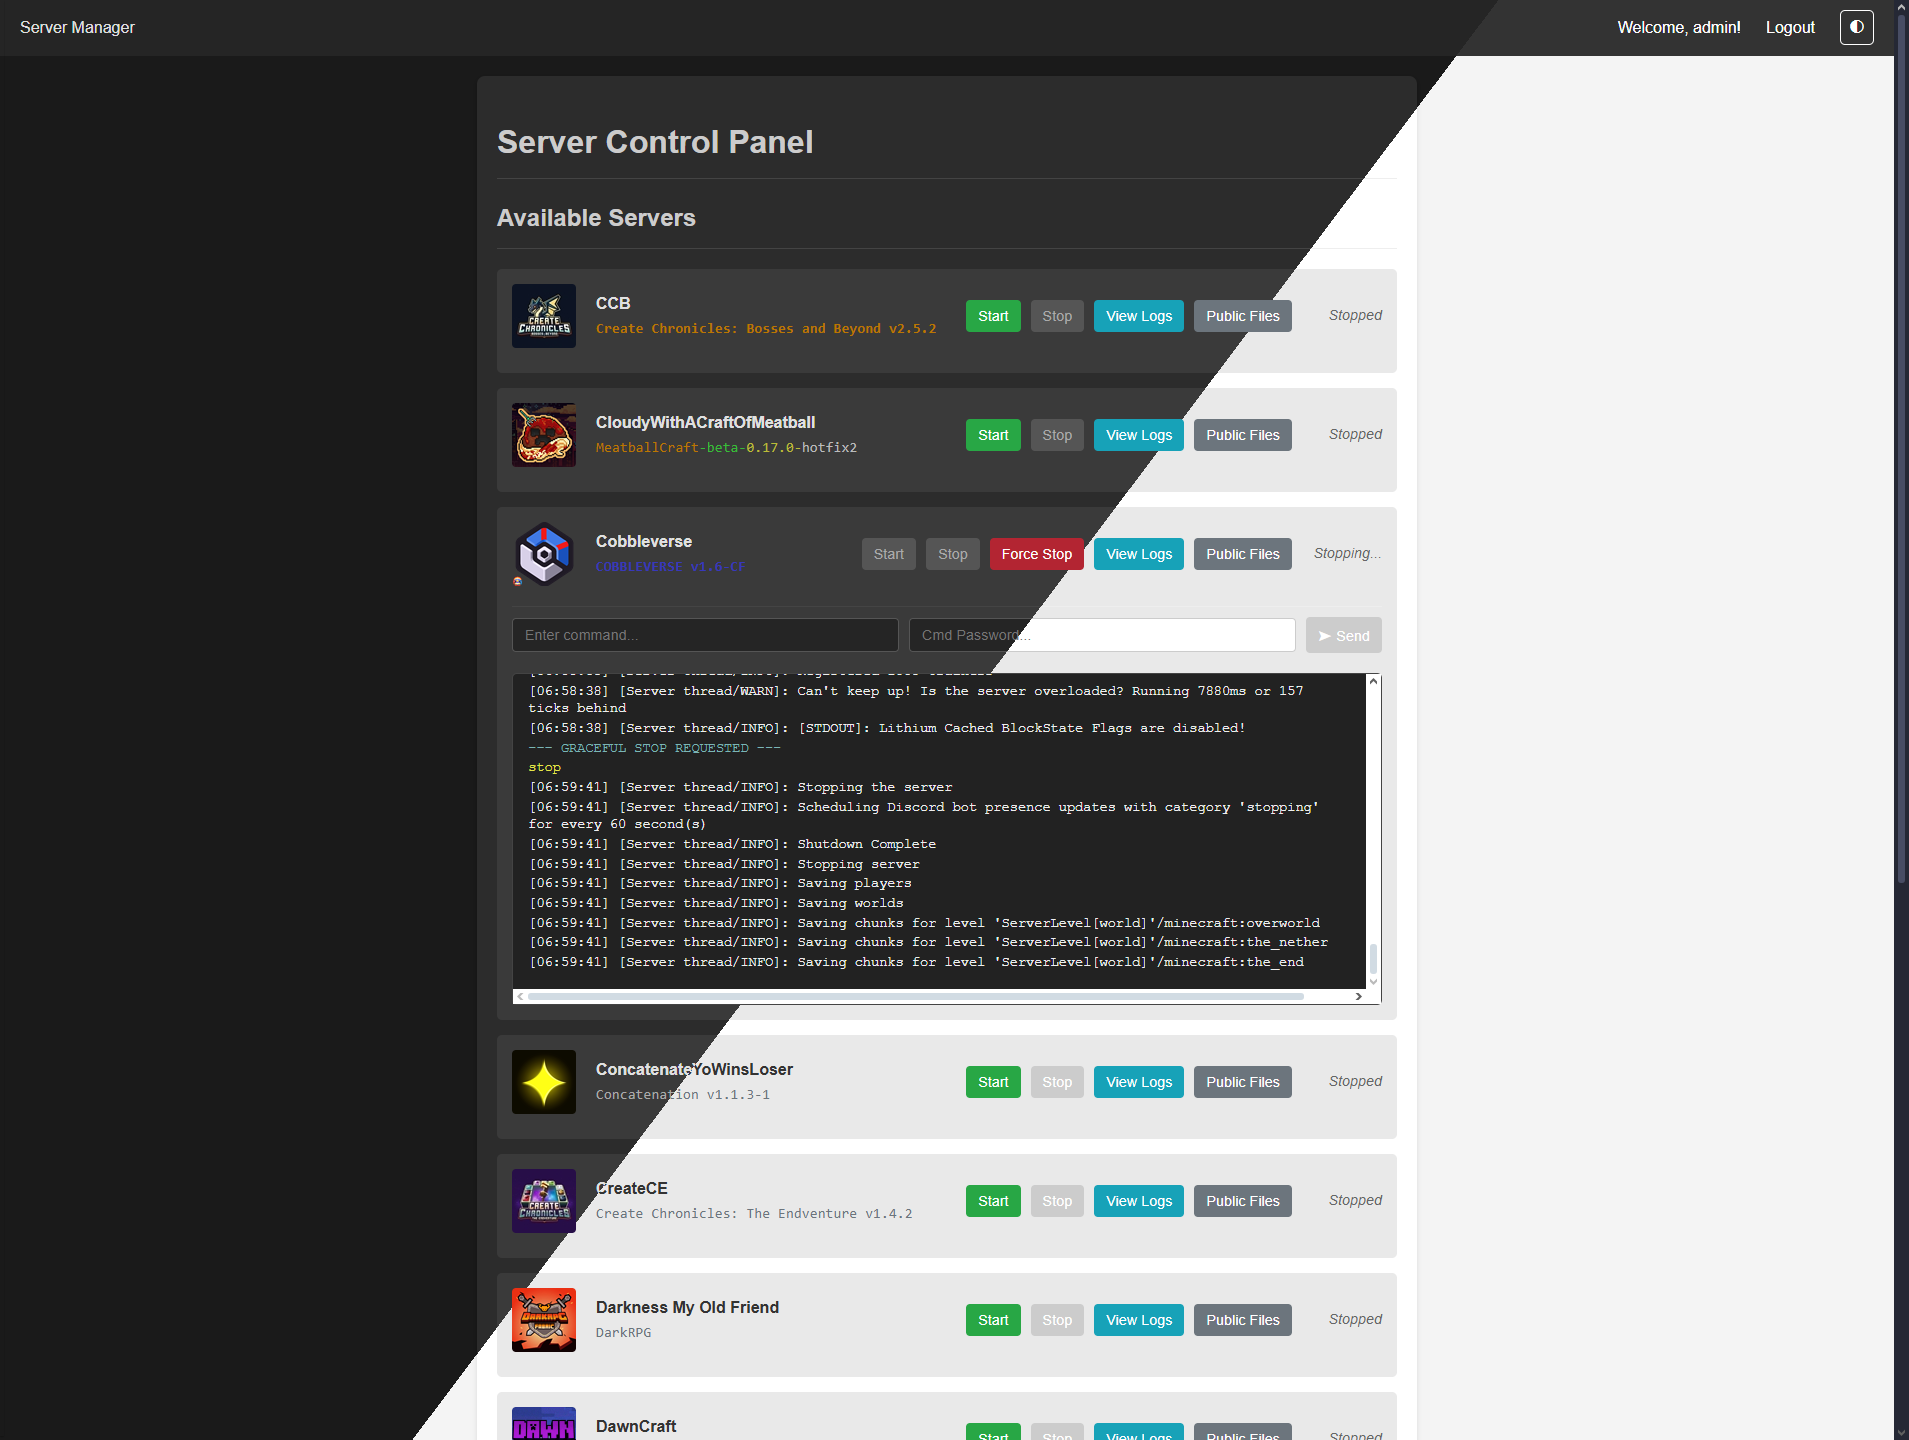 Server Manager
Welcome, admin!
Logout
Server Control Panel
Available Servers
CREATE
CHRONICLES
CCB
Create Chronicles: Bosses and Beyond v2.5.2
Start
Stop
View Logs
Public Files
Stopped
CloudyWithACraftOfMeatball
MeatballCraft-beta-0.17.0-hotfix2
Start
Stop
View Logs
Public Files
Stopped
Cobbleverse
COBBLEVERSE v1.6-CF
Start
Stop
Force Stop
View Logs
Public Files
Stopping...
Enter command...
Cmd Password...
Send
[06:58:38] [Server thread/WARN]: Can't keep up! Is the server overloaded? Running 7880ms or 157
ticks behind
[06:58:38] [Server thread/INFO]: [STDOUT]: Lithium Cached BlockState Flags are disabled!
--- GRACEFUL STOP REQUESTED ---
stop
[06:59:41] [Server thread/INFO]: Stopping the server
[06:59:41] [Server thread/INFO]: Scheduling Discord bot presence updates with category 'stopping'
for every 60 second(s)
[06:59:41] [Server thread/INFO]: Shutdown Complete
[06:59:41] [Server thread/INFO]: Stopping server
[06:59:41] [Server thread/INFO]: Saving players
[06:59:41] [Server thread/INFO]: Saving worlds
[06:59:41] [Server thread/INFO]: Saving chunks for level 'ServerLevel[world]'/minecraft:overworld
[06:59:41] [Server thread/INFO]: Saving chunks for level 'ServerLevel[world]'/minecraft:the_nether
[06:59:41] [Server thread/INFO]: Saving chunks for level 'ServerLevel[world]'/minecraft:the_end
ConcatenateYoWinsLoser
Concatenation v1.1.3-1
Start
Stop
View Logs
Public Files
Stopped
CREATE
CHRONICLES
CreateCE
Create Chronicles: The Endventure v1.4.2
Start
Stop
View Logs
Public Files
Stopped
DARKRPG
FABRIC
Darkness My Old Friend
DarkRPG
Start
Stop
View Logs
Public Files
Stopped
DAWN
DawnCraft
Start
Stop
View Logs
Public Files
Stopped